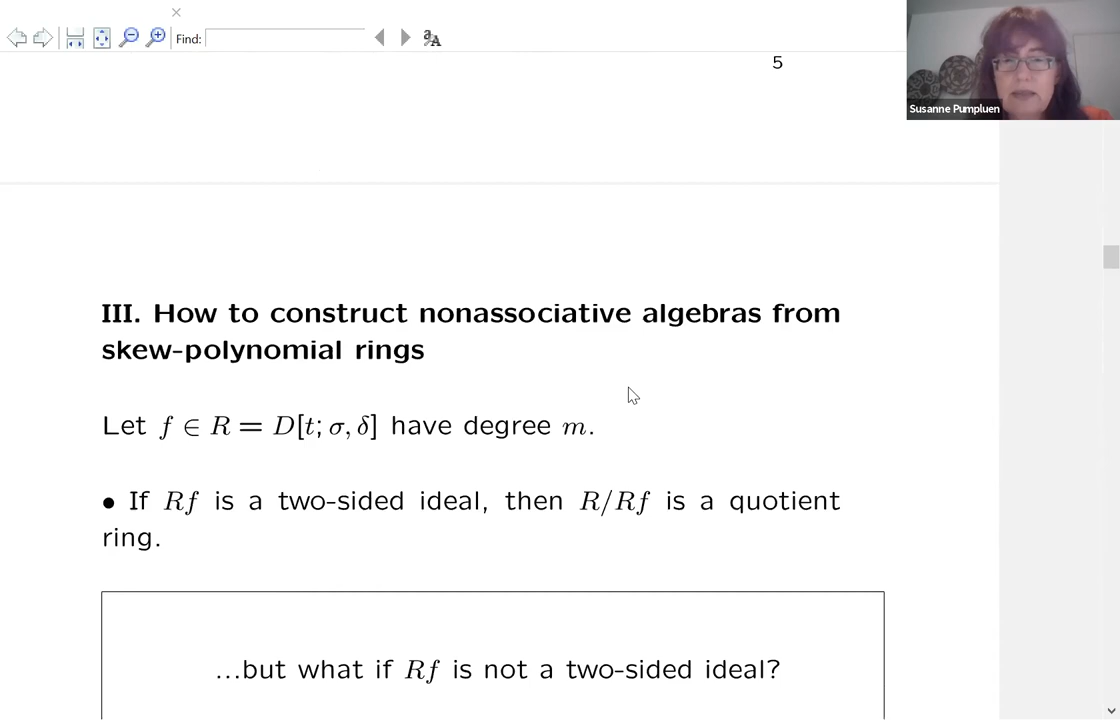 Find:
5
Susanne Pumpluen
III. How to construct nonassociative algebras from
skew-polynomial rings
Let f ∈ R = D[t; σ, δ] have degree m.
• If Rf is a two-sided ideal, then R/Rf is a quotient
ring.
...but what if Rf is not a two-sided ideal?